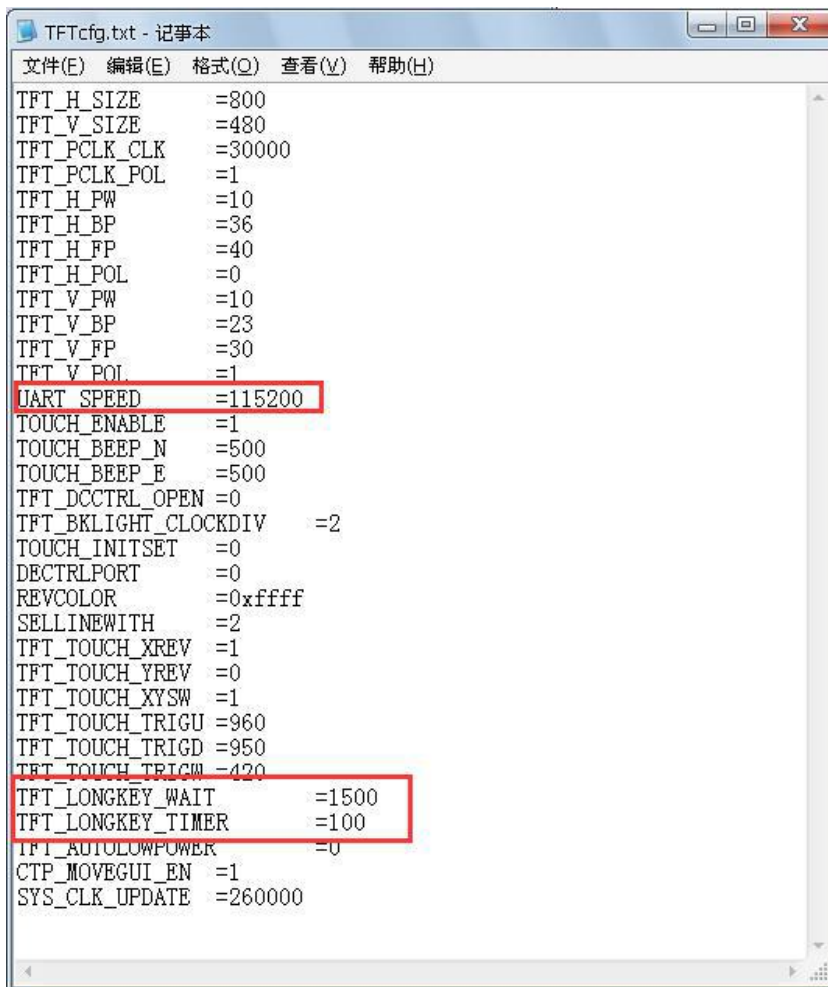 TFTcfg.txt - 记事本
文件(F) 编辑(E) 格式(O) 查看(V) 帮助(H)
TFT_H_SIZE =800
TFT_V_SIZE =480
TFT_PCLK_CLK =30000
TFT_PCLK_POL =1
TFT_H_PW =10
TFT_H_BP =36
TFT_H_FP =40
TFT_H_POL =0
TFT_V_PW =10
TFT_V_BP =23
TFT_V_FP =30
TFT_V_POL =1
UART_SPEED =115200
TOUCH_ENABLE =1
TOUCH_BEEP_N =500
TOUCH_BEEP_E =500
TFT_DCCTRL_OPEN =0
TFT_BKLIGHT_CLOCKDIV =2
TOUCH_INITSET =0
DECTRLPORT =0
REVCOLOR =0xffff
SELLINEWITH =2
TFT_TOUCH_XREV =1
TFT_TOUCH_YREV =0
TFT_TOUCH_XYSW =1
TFT_TOUCH_TRIGU =960
TFT_TOUCH_TRIGD =950
TFT_TOUCH_TRIGW =420
TFT_LONGKEY_WAIT =1500
TFT_LONGKEY_TIMER =100
TFT_AUTOLOWPOWER =0
CTP_MOVEGUI_EN =1
SYS_CLK_UPDATE =260000